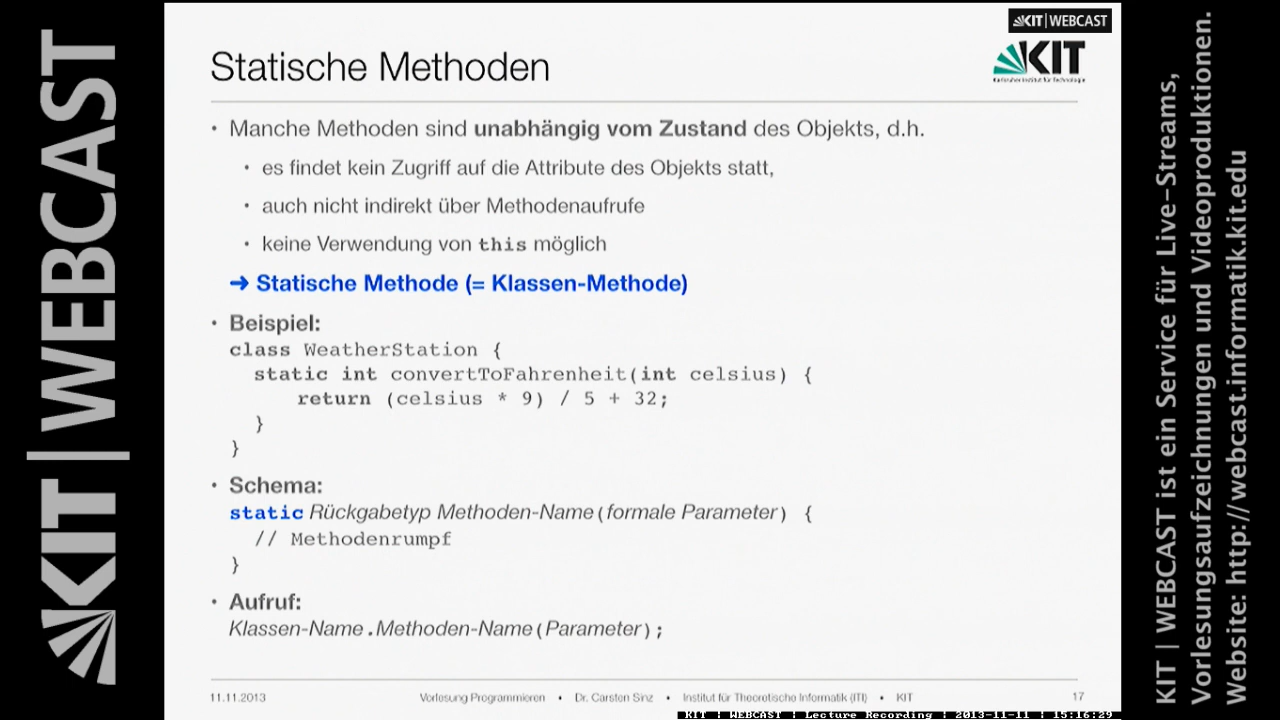 KIT | WEBCAST
KIT | WEBCAST
KIT
Karlsruher Institut für Technologie
Statische Methoden
• Manche Methoden sind unabhängig vom Zustand des Objekts, d.h.
• es findet kein Zugriff auf die Attribute des Objekts statt,
• auch nicht indirekt über Methodenaufrufe
• keine Verwendung von this möglich
➜ Statische Methode (= Klassen-Methode)
• Beispiel:
class WeatherStation {
static int convertToFahrenheit(int celsius) {
return (celsius * 9) / 5 + 32;
}
}
• Schema:
static Rückgabetyp Methoden-Name(formale Parameter) {
// Methodenrumpf
}
• Aufruf:
Klassen-Name.Methoden-Name(Parameter);
11.11.2013 Vorlesung Programmieren • Dr. Carsten Sinz • Institut für Theoretische Informatik (ITI) • KIT 17
KIT | WEBCAST | Lecture Recording | 2013-11-11 | 15:16:29
KIT | WEBCAST ist ein Service für Live-Streams,
Vorlesungsaufzeichnungen und Videoproduktionen.
Website: http://webcast.informatik.kit.edu